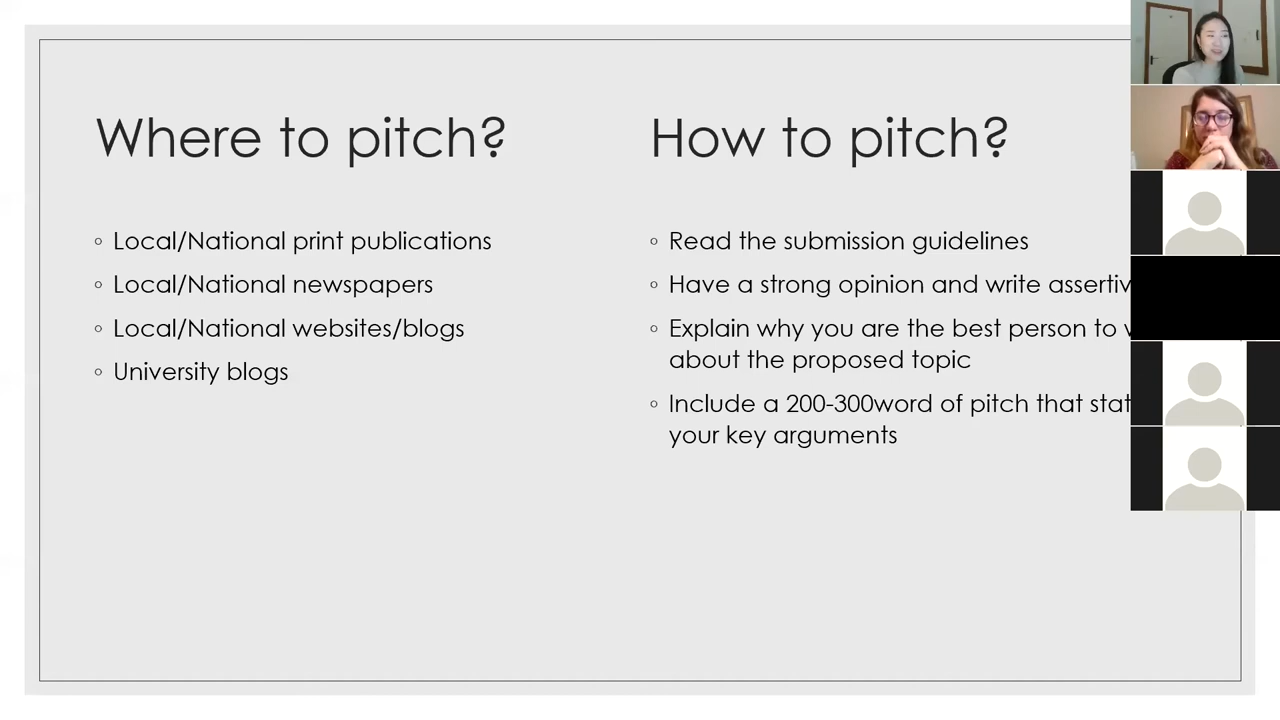 Where to pitch?
Local/National print publications
Local/National newspapers
Local/National websites/blogs
University blogs
How to pitch?
Read the submission guidelines
Have a strong opinion and write
Explain why you are the best person to
about the proposed topic
Include a 200-300word of pitch that
your key arguments